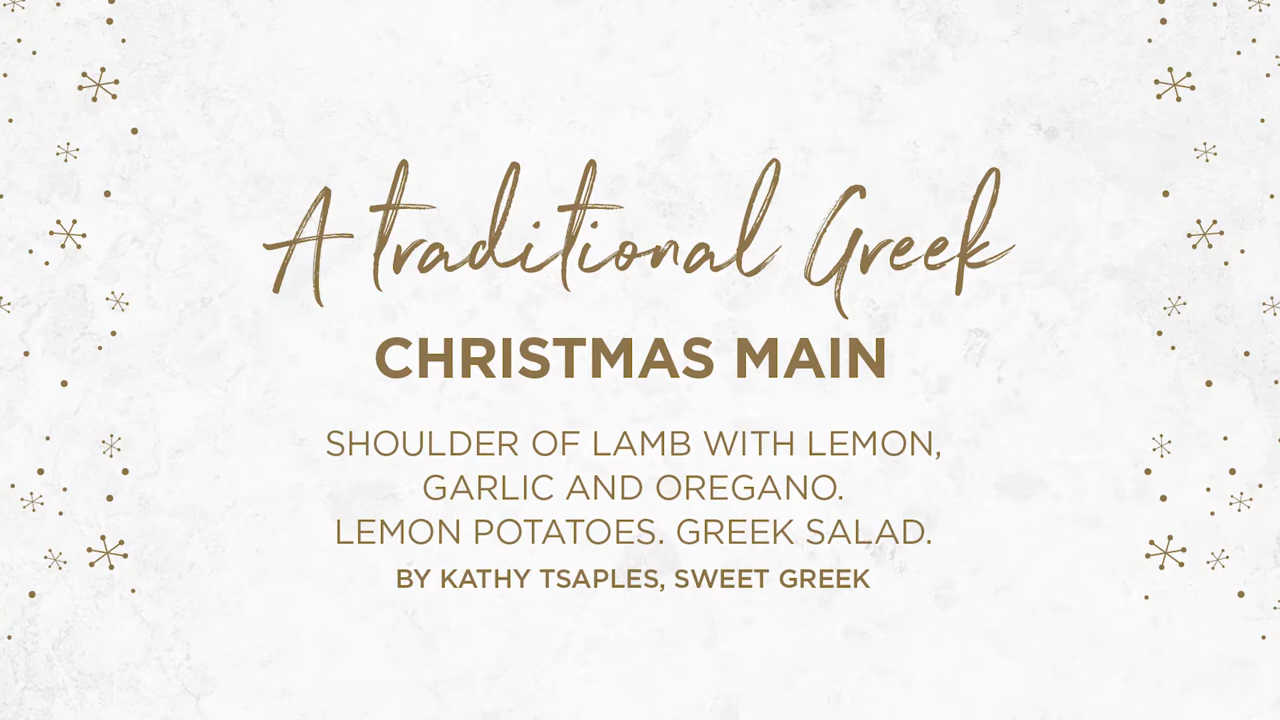 A traditional Greek
CHRISTMAS MAIN
SHOULDER OF LAMB WITH LEMON,
GARLIC AND OREGANO.
LEMON POTATOES. GREEK SALAD.
BY KATHY TSAPLES, SWEET GREEK